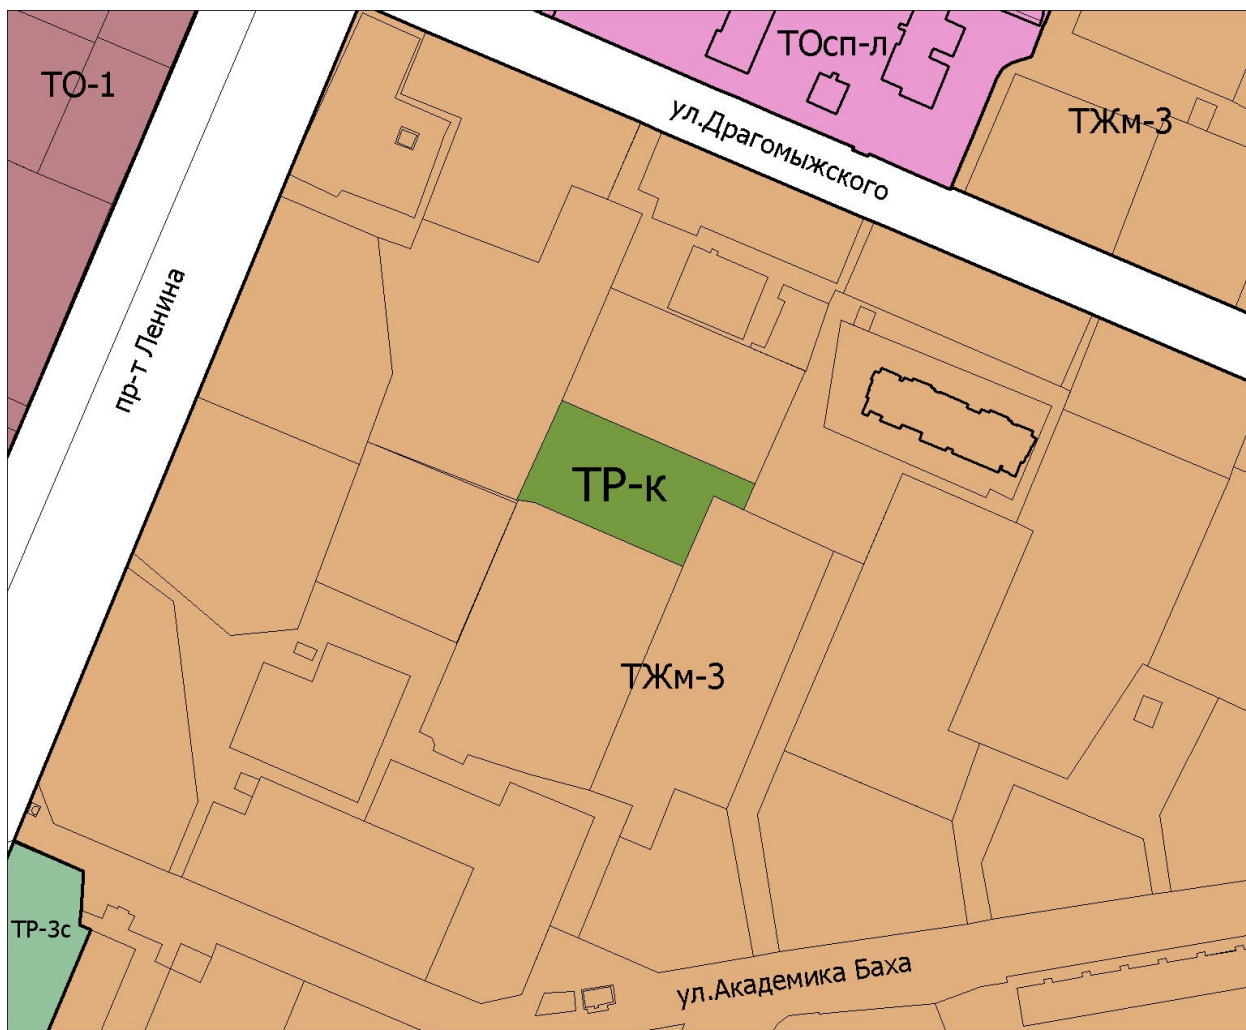 ТОсп-л
ТО-1
ТЖм-3
ул.Драгомыжского
пр-т Ленина
ТР-к
ТЖм-3
ТР-3с
ул.Академика Баха